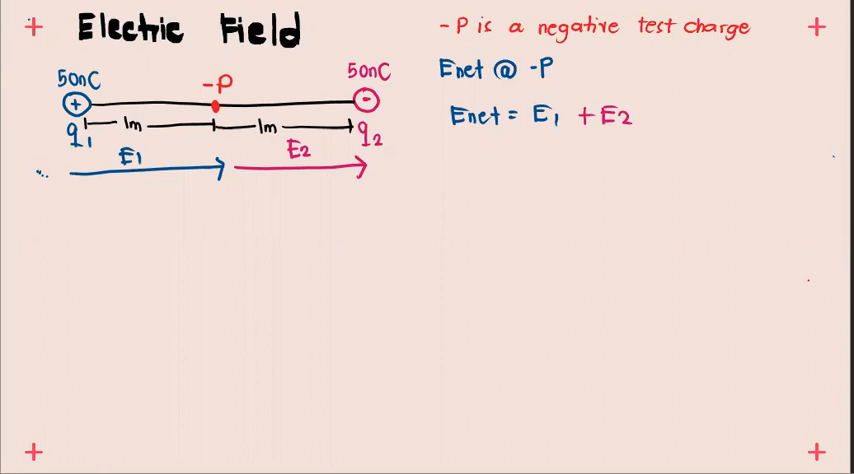 Electric Field
50nC
-P
50nC
+
-
1m
1m
q1
q2
E1
E2
-P is a negative test charge
Enet @ -P
Enet = E1 + E2